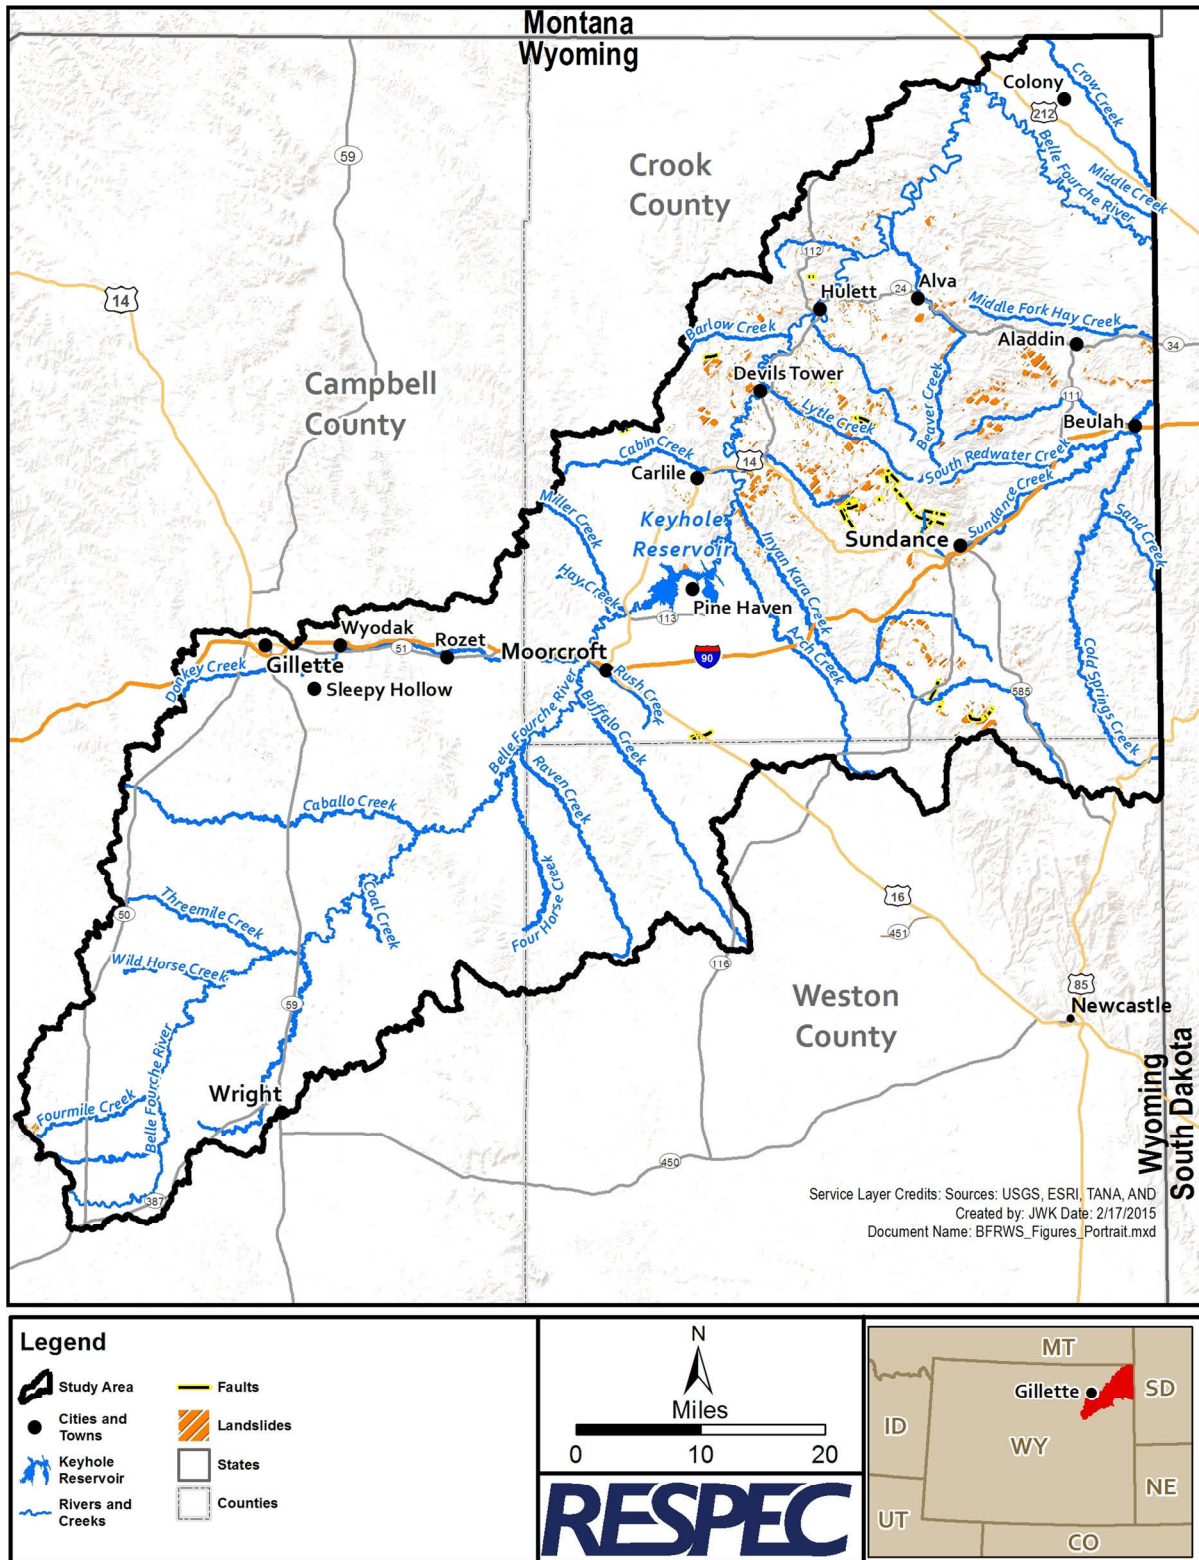 Montana
Wyoming
Colony
Crow Creek
212
Belle Fourche River
Middle Creek
59
Crook
County
112
Hulett
24
Alva
Middle Fork Hay Creek
14
Barlow Creek
Aladdin
34
Campbell
County
Devils Tower
Lytle Creek
Beaver Creek
111
Beulah
Cabin Creek
14
South Redwater Creek
Carlile
Miller Creek
Keyhole
Reservoir
Sundance
Sundance Creek
Sand Creek
Inyan Kara Creek
Hay Creek
Pine Haven
113
Wyodak
Rozet
51
Moorcroft
Gillette
Donkey Creek
Sleepy Hollow
90
Arch Creek
Rush Creek
585
Cold Springs Creek
Belle Fourche River
Buffalo Creek
Raven Creek
Caballo Creek
Four Horse Creek
Coal Creek
Threemile Creek
50
16
451
Wild Horse Creek
116
59
85
Weston
County
Newcastle
Belle Fourche River
Wright
Fourmile Creek
387
450
Wyoming
South Dakota
Service Layer Credits: Sources: USGS, ESRI, TANA, AND
Created by: JWK Date: 2/17/2015
Document Name: BFRWS_Figures_Portrait.mxd
Legend
Study Area
Cities and
Towns
Keyhole
Reservoir
Rivers and
Creeks
Faults
Landslides
States
Counties
N
Miles
0 10 20
RESPEC
MT
Gillette
SD
ID
WY
NE
UT
CO